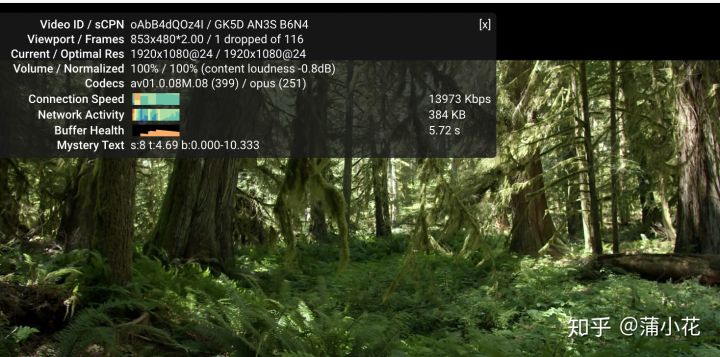 Video ID / sCPN oAbB4dQOz4I / GK5D AN3S B6N4 [x]
Viewport / Frames 853x480*2.00 / 1 dropped of 116
Current / Optimal Res 1920x1080@24 / 1920x1080@24
Volume / Normalized 100% / 100% (content loudness -0.8dB)
Codecs av01.0.08M.08 (399) / opus (251)
Connection Speed 13973 Kbps
Network Activity 384 KB
Buffer Health 5.72 s
Mystery Text s:8 t:4.69 b:0.000-10.333
知乎 @蒲小花